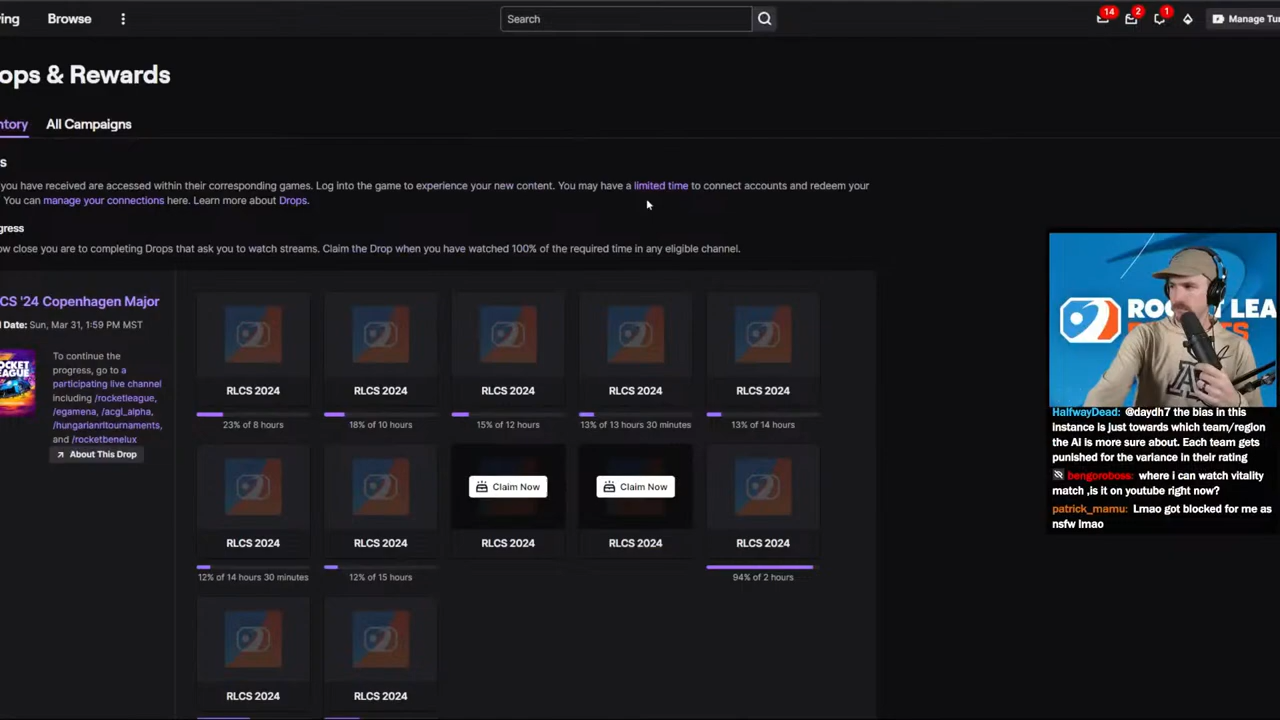 ving
Browse
Search
14
2
1
Manage Tur
ops & Rewards
ntory
All Campaigns
s
you have received are accessed within their corresponding games. Log into the game to experience your new content. You may have a limited time to connect accounts and redeem your
You can manage your connections here. Learn more about Drops.
gress
ow close you are to completing Drops that ask you to watch streams. Claim the Drop when you have watched 100% of the required time in any eligible channel.
CS '24 Copenhagen Major
Date: Sun, Mar 31, 1:59 PM MST
OCKET
LEAGUE
To continue the
progress, go to a
participating live channel
including /rocketleague,
/egamena, /acgl_alpha,
/hungarianrltournaments,
and /rocketbenelux
About This Drop
RLCS 2024
RLCS 2024
RLCS 2024
RLCS 2024
RLCS 2024
23% of 8 hours
18% of 10 hours
15% of 12 hours
13% of 13 hours 30 minutes
13% of 14 hours
Claim Now
Claim Now
RLCS 2024
RLCS 2024
RLCS 2024
RLCS 2024
RLCS 2024
12% of 14 hours 30 minutes
12% of 15 hours
94% of 2 hours
RLCS 2024
RLCS 2024
HalfwayDead: @daydh7 the bias in this
instance is just towards which team/region
the AI is more sure about. Each team gets
punished for the variance in their rating
bengoroboss: where i can watch vitality
match ,is it on youtube right now?
patrick_mamu: Lmao got blocked for me as
nsfw lmao